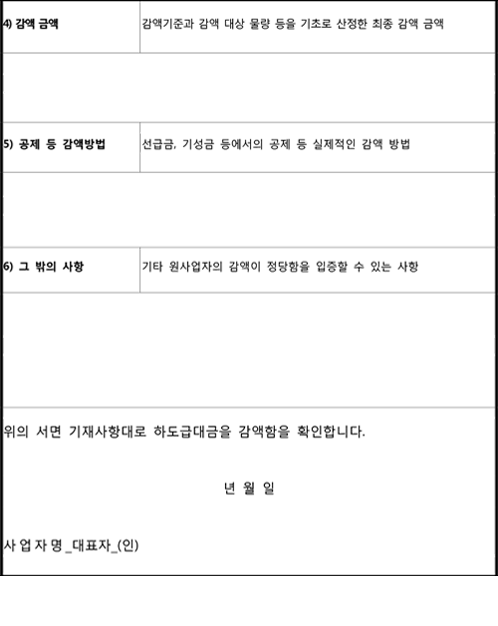 4) 감액 금액 감액기준과 감액 대상 물량 등을 기초로 산정한 최종 감액 금액
5) 공제 등 감액방법 선급금, 기성금 등에서의 공제 등 실제적인 감액 방법
6) 그 밖의 사항 기타 원사업자의 감액이 정당함을 입증할 수 있는 사항
위의 서면 기재사항대로 하도급대금을 감액함을 확인합니다.
년 월 일
사 업 자 명 _대표자_(인)